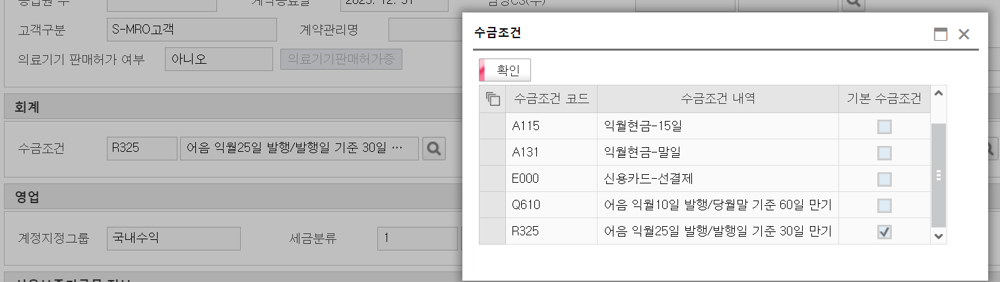 2025. 12. 31
고객구분 S-MRO고객 계약관리명
의료기기 판매허가 여부 아니오 의료기기판매허가증
회계
수금조건 R325 어음 익월25일 발행/발행일 기준 30일 …
영업
계정지정그룹 국내수익 세금분류 1
수금조건
확인
수금조건 코드 수금조건 내역 기본 수금조건
A115 익월현금-15일
A131 익월현금-말일
E000 신용카드-선결제
Q610 어음 익월10일 발행/당월말 기준 60일 만기
R325 어음 익월25일 발행/발행일 기준 30일 만기